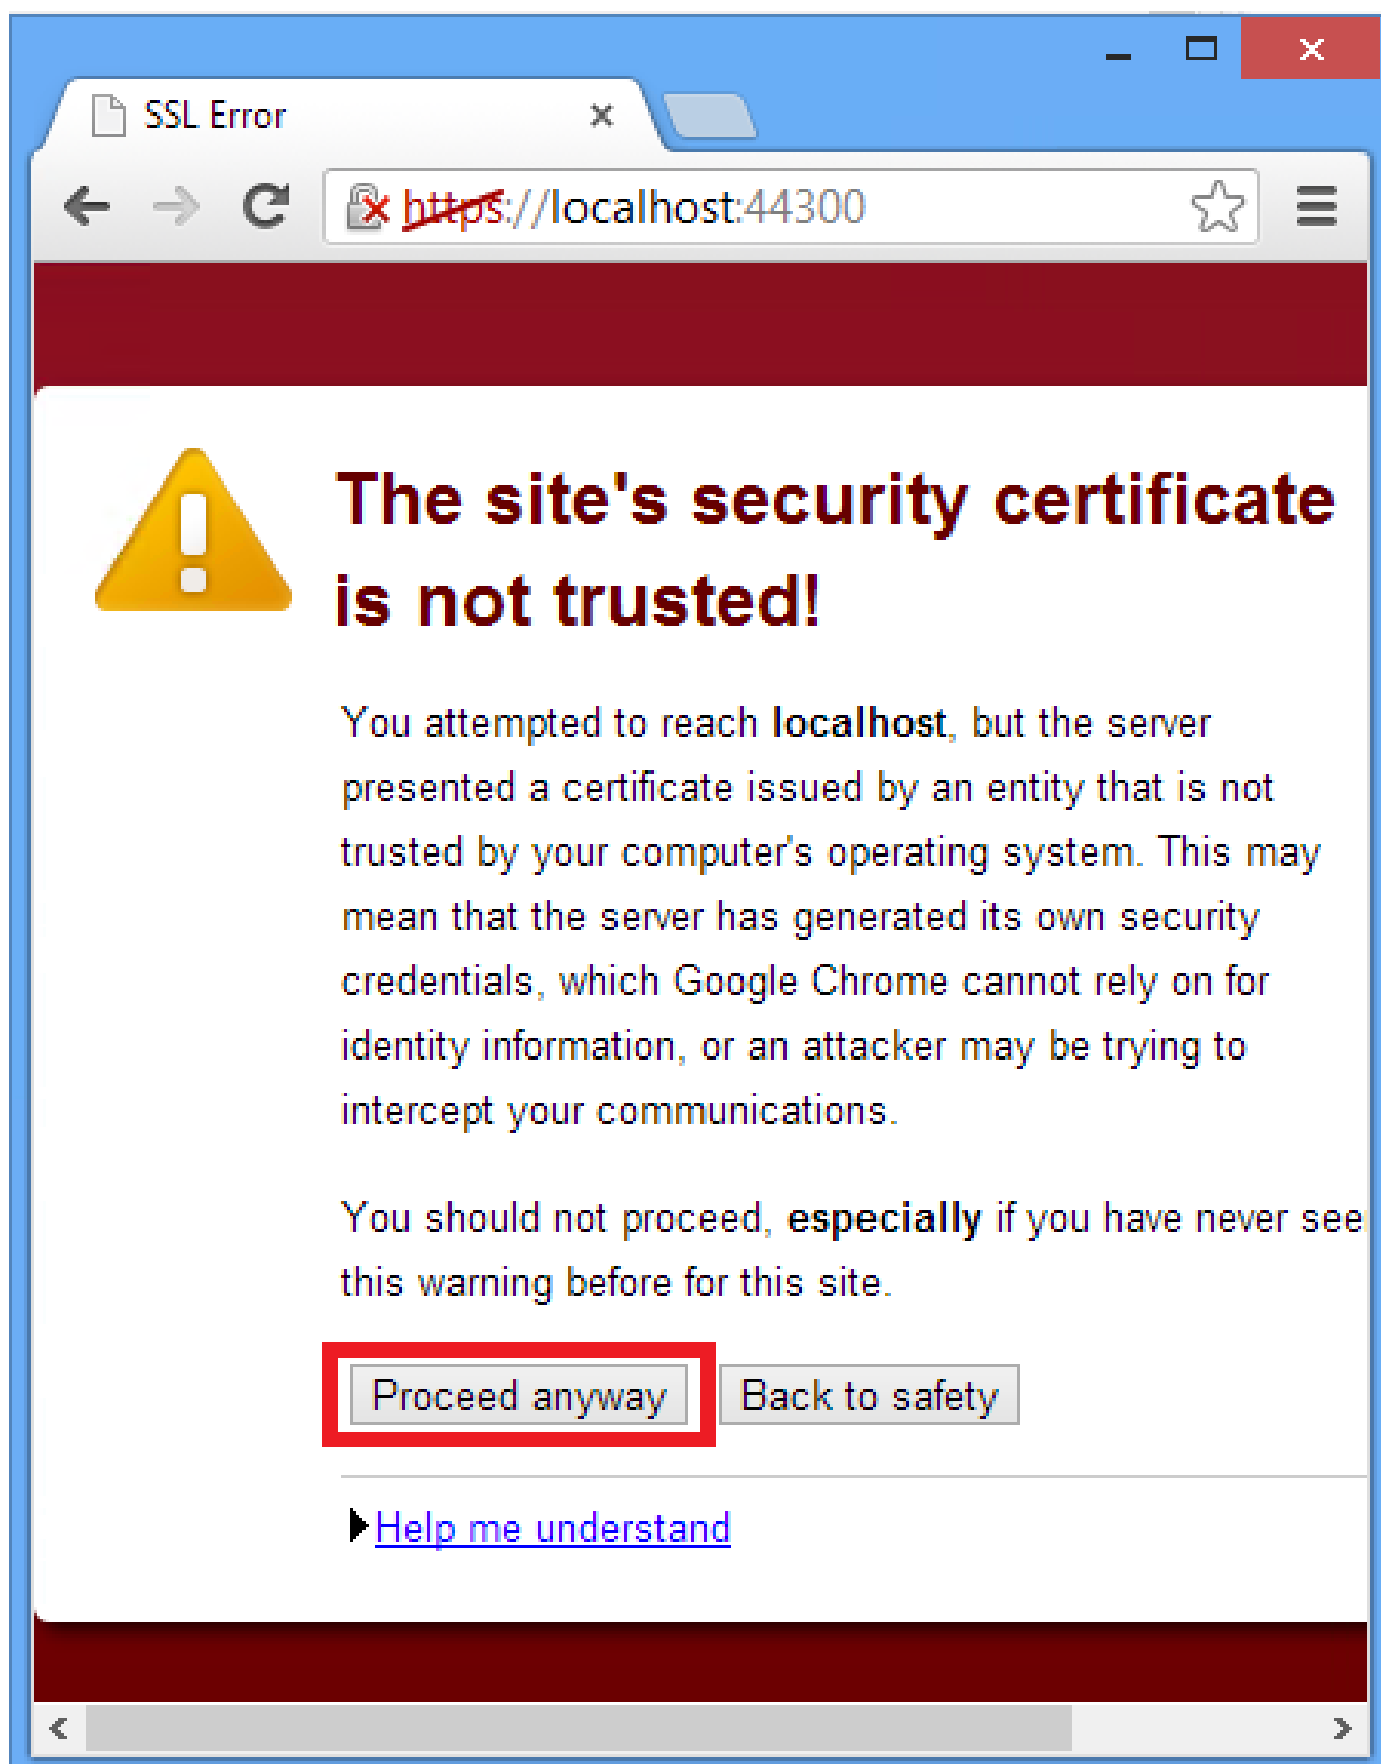 SSL Error
https://localhost:44300
The site's security certificate
is not trusted!
You attempted to reach localhost, but the server
presented a certificate issued by an entity that is not
trusted by your computer's operating system. This may
mean that the server has generated its own security
credentials, which Google Chrome cannot rely on for
identity information, or an attacker may be trying to
intercept your communications.
You should not proceed, especially if you have never see
this warning before for this site.
Proceed anyway Back to safety
Help me understand